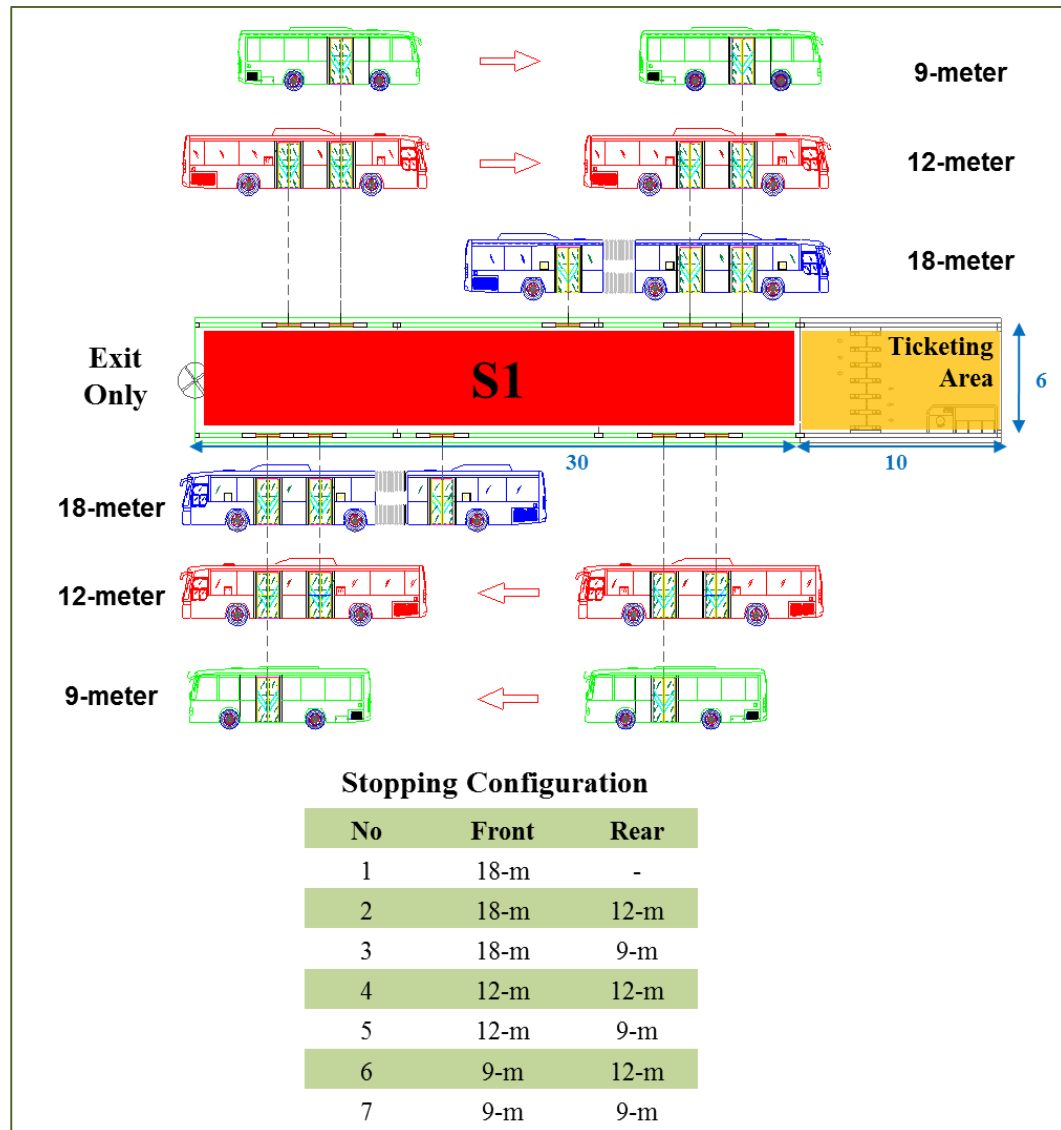 9-meter
12-meter
18-meter
Exit
Only
S1
Ticketing
Area
6
30
10
18-meter
12-meter
9-meter
Stopping Configuration
No Front Rear
1 18-m -
2 18-m 12-m
3 18-m 9-m
4 12-m 12-m
5 12-m 9-m
6 9-m 12-m
7 9-m 9-m